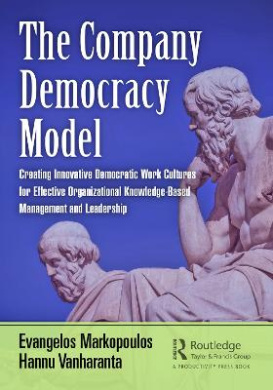 The Company
Democracy
Model
Creating Innovative Democratic Work Cultures
for Effective Organizational Knowledge-Based
Management and Leadership
Evangelos Markopoulos
Hannu Vanharanta
Routledge
Taylor & Francis Group
A PRODUCTIVITY PRESS BOOK